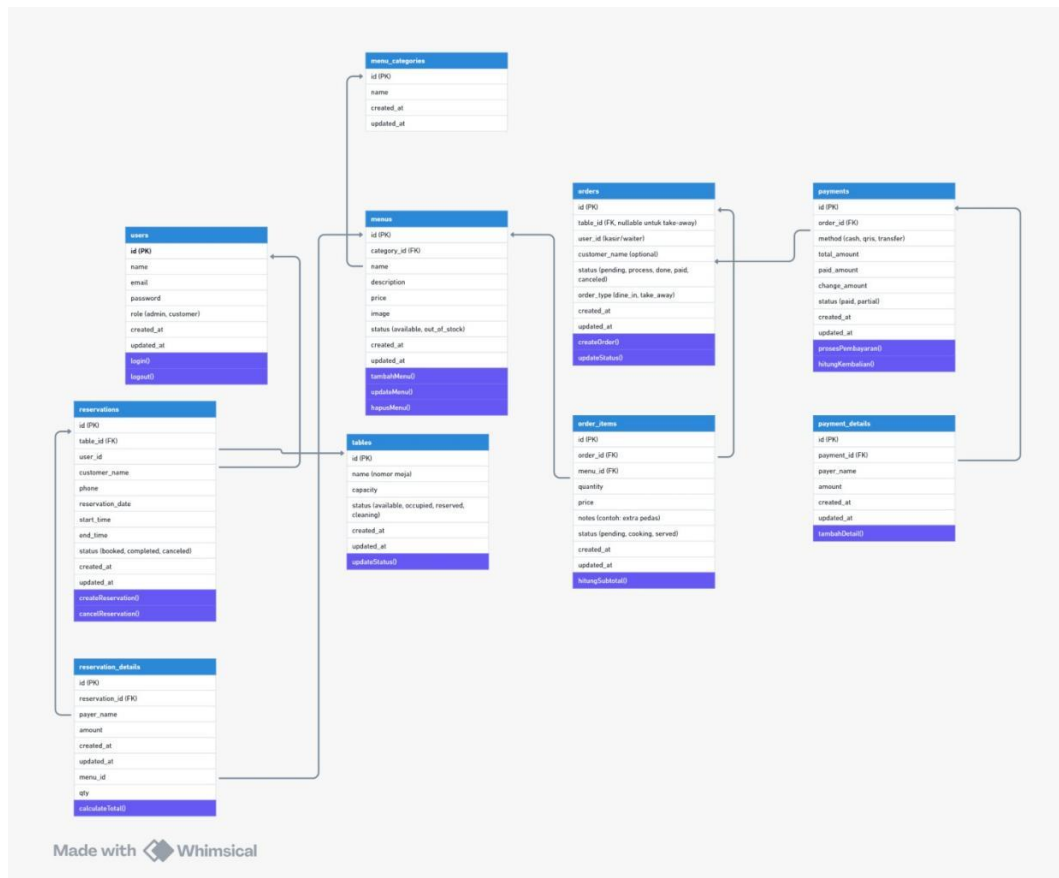 menu_categories
id (PK)
name
created_at
updated_at
users
id (PK)
name
email
password
role (admin, customer)
created_at
updated_at
login()
logout()
menus
id (PK)
category_id (FK)
name
description
price
image
status (available, out_of_stock)
created_at
updated_at
tambahMenu()
updateMenu()
hapusMenu()
orders
id (PK)
table_id (FK, nullable untuk take-away)
user_id (kasir/waiter)
customer_name (optional)
status (pending, process, done, paid,
canceled)
order_type (dine_in, take_away)
created_at
updated_at
createOrder()
updateStatus()
payments
id (PK)
order_id (FK)
method (cash, qris, transfer)
total_amount
paid_amount
change_amount
status (paid, partial)
created_at
updated_at
prosesPembayaran()
hitungKembalian()
reservations
id (PK)
table_id (FK)
user_id
customer_name
phone
reservation_date
start_time
end_time
status (booked, completed, canceled)
created_at
updated_at
createReservation()
cancelReservation()
tables
id (PK)
name (nomor meja)
capacity
status (available, occupied, reserved,
cleaning)
created_at
updated_at
updateStatus()
order_items
id (PK)
order_id (FK)
menu_id (FK)
quantity
price
notes (contoh: extra pedas)
status (pending, cooking, served)
created_at
updated_at
hitungSubtotal()
payment_details
id (PK)
payment_id (FK)
payer_name
amount
created_at
updated_at
tambahDetail()
reservation_details
id (PK)
reservation_id (FK)
payer_name
amount
created_at
updated_at
menu_id
qty
calculateTotal()
Made with Whimsical